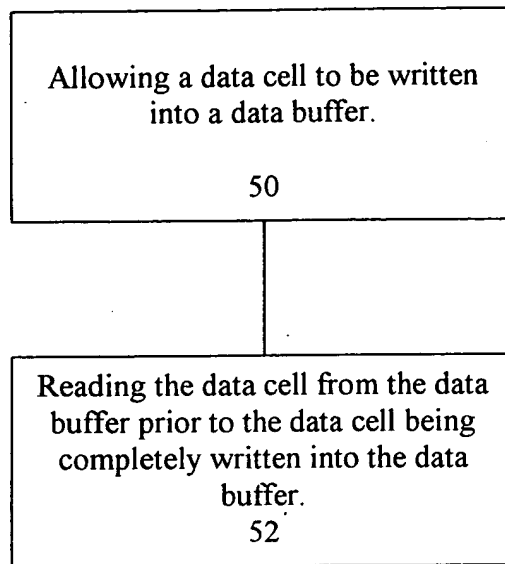 Allowing a data cell to be written
into a data buffer.
50
Reading the data cell from the data
buffer prior to the data cell being
completely written into the data
buffer.
52